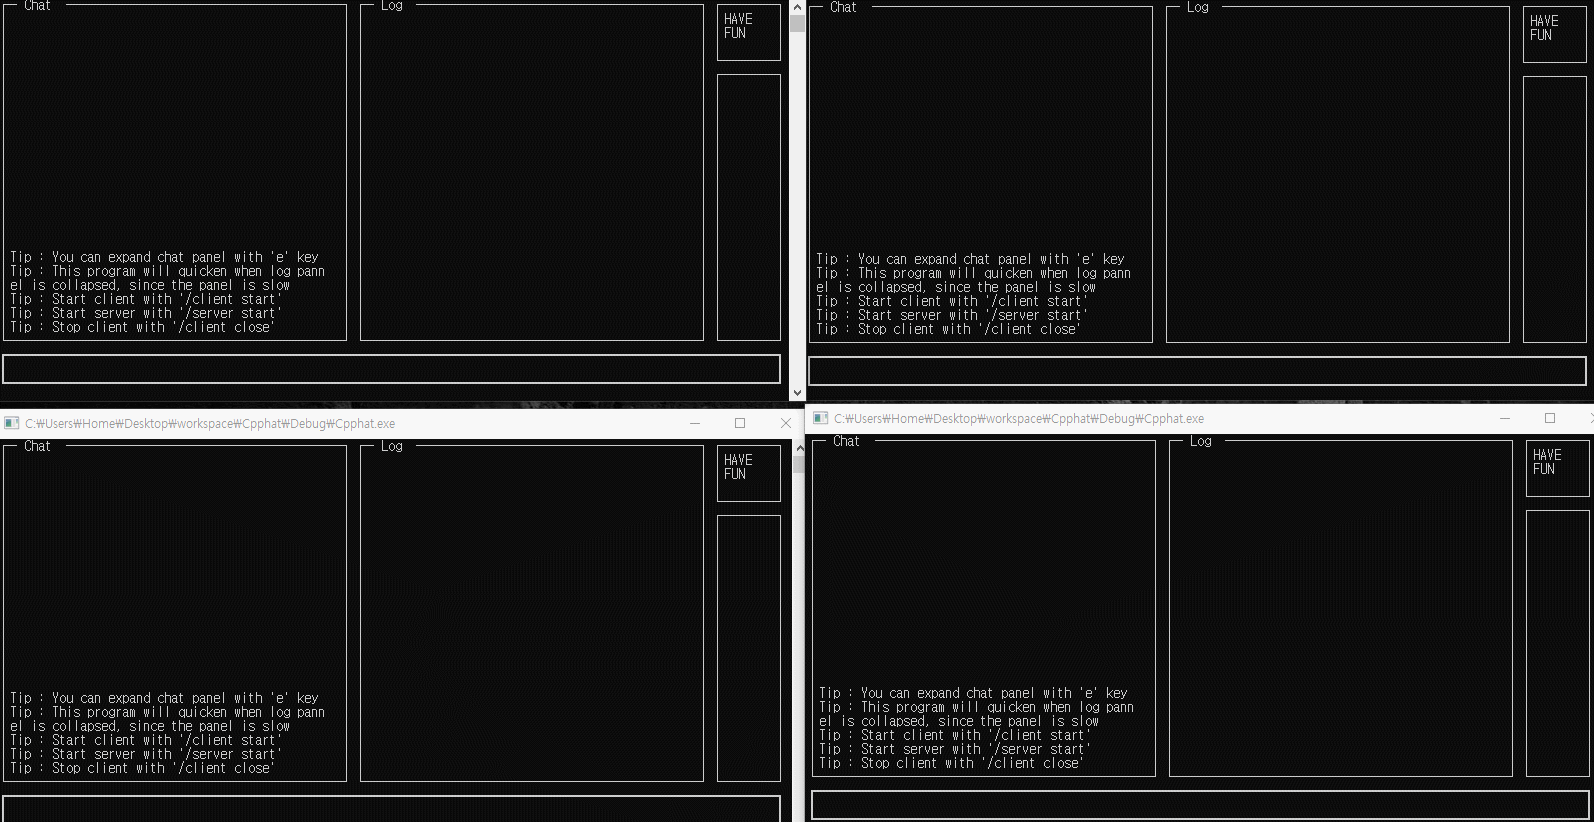 Chat
Log
HAVE
FUN
Tip : You can expand chat panel with 'e' key
Tip : This program will quicken when log pann
el is collapsed, since the panel is slow
Tip : Start client with '/client start'
Tip : Start server with '/server start'
Tip : Stop client with '/client close'
Chat
Log
HAVE
FUN
Tip : You can expand chat panel with 'e' key
Tip : This program will quicken when log pann
el is collapsed, since the panel is slow
Tip : Start client with '/client start'
Tip : Start server with '/server start'
Tip : Stop client with '/client close'
C:₩Users₩Home₩Desktop₩workspace₩Cpphat₩Debug₩Cpphat.exe
Chat
Log
HAVE
FUN
Tip : You can expand chat panel with 'e' key
Tip : This program will quicken when log pann
el is collapsed, since the panel is slow
Tip : Start client with '/client start'
Tip : Start server with '/server start'
Tip : Stop client with '/client close'
C:₩Users₩Home₩Desktop₩workspace₩Cpphat₩Debug₩Cpphat.exe
Chat
Log
HAVE
FUN
Tip : You can expand chat panel with 'e' key
Tip : This program will quicken when log pann
el is collapsed, since the panel is slow
Tip : Start client with '/client start'
Tip : Start server with '/server start'
Tip : Stop client with '/client close'